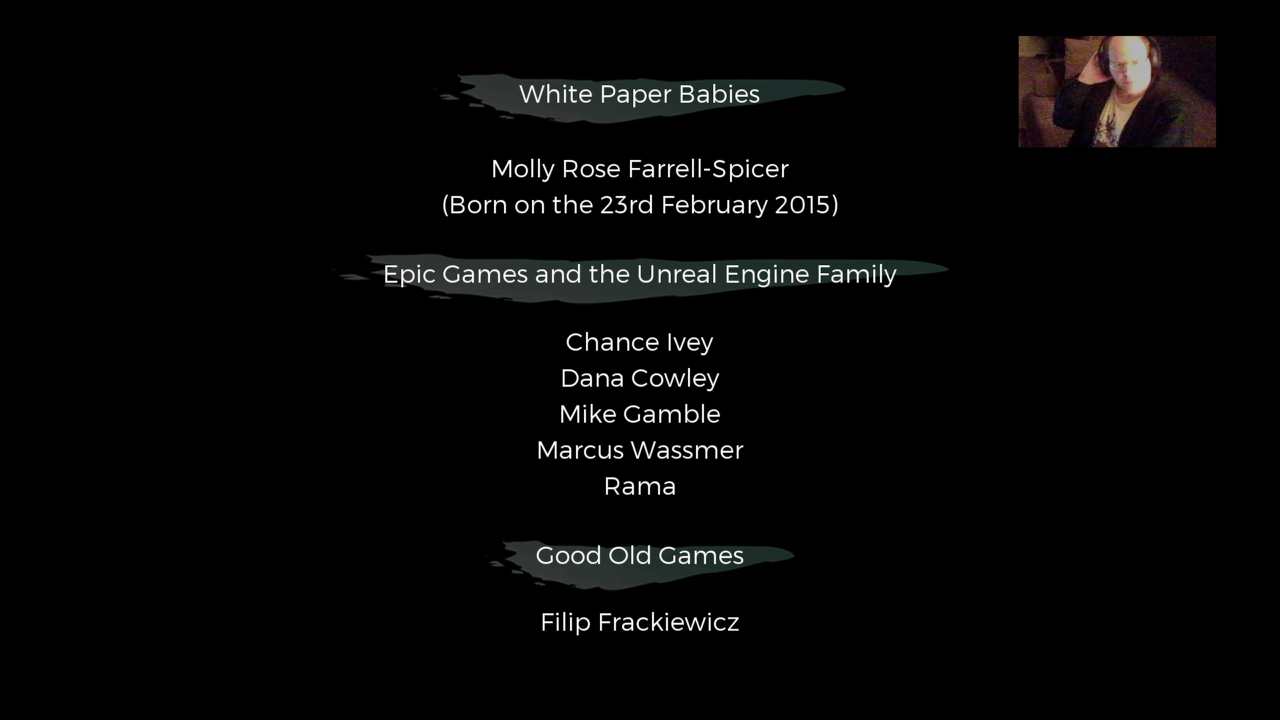 White Paper Babies
Molly Rose Farrell-Spicer
(Born on the 23rd February 2015)
Epic Games and the Unreal Engine Family
Chance Ivey
Dana Cowley
Mike Gamble
Marcus Wassmer
Rama
Good Old Games
Filip Frackiewicz